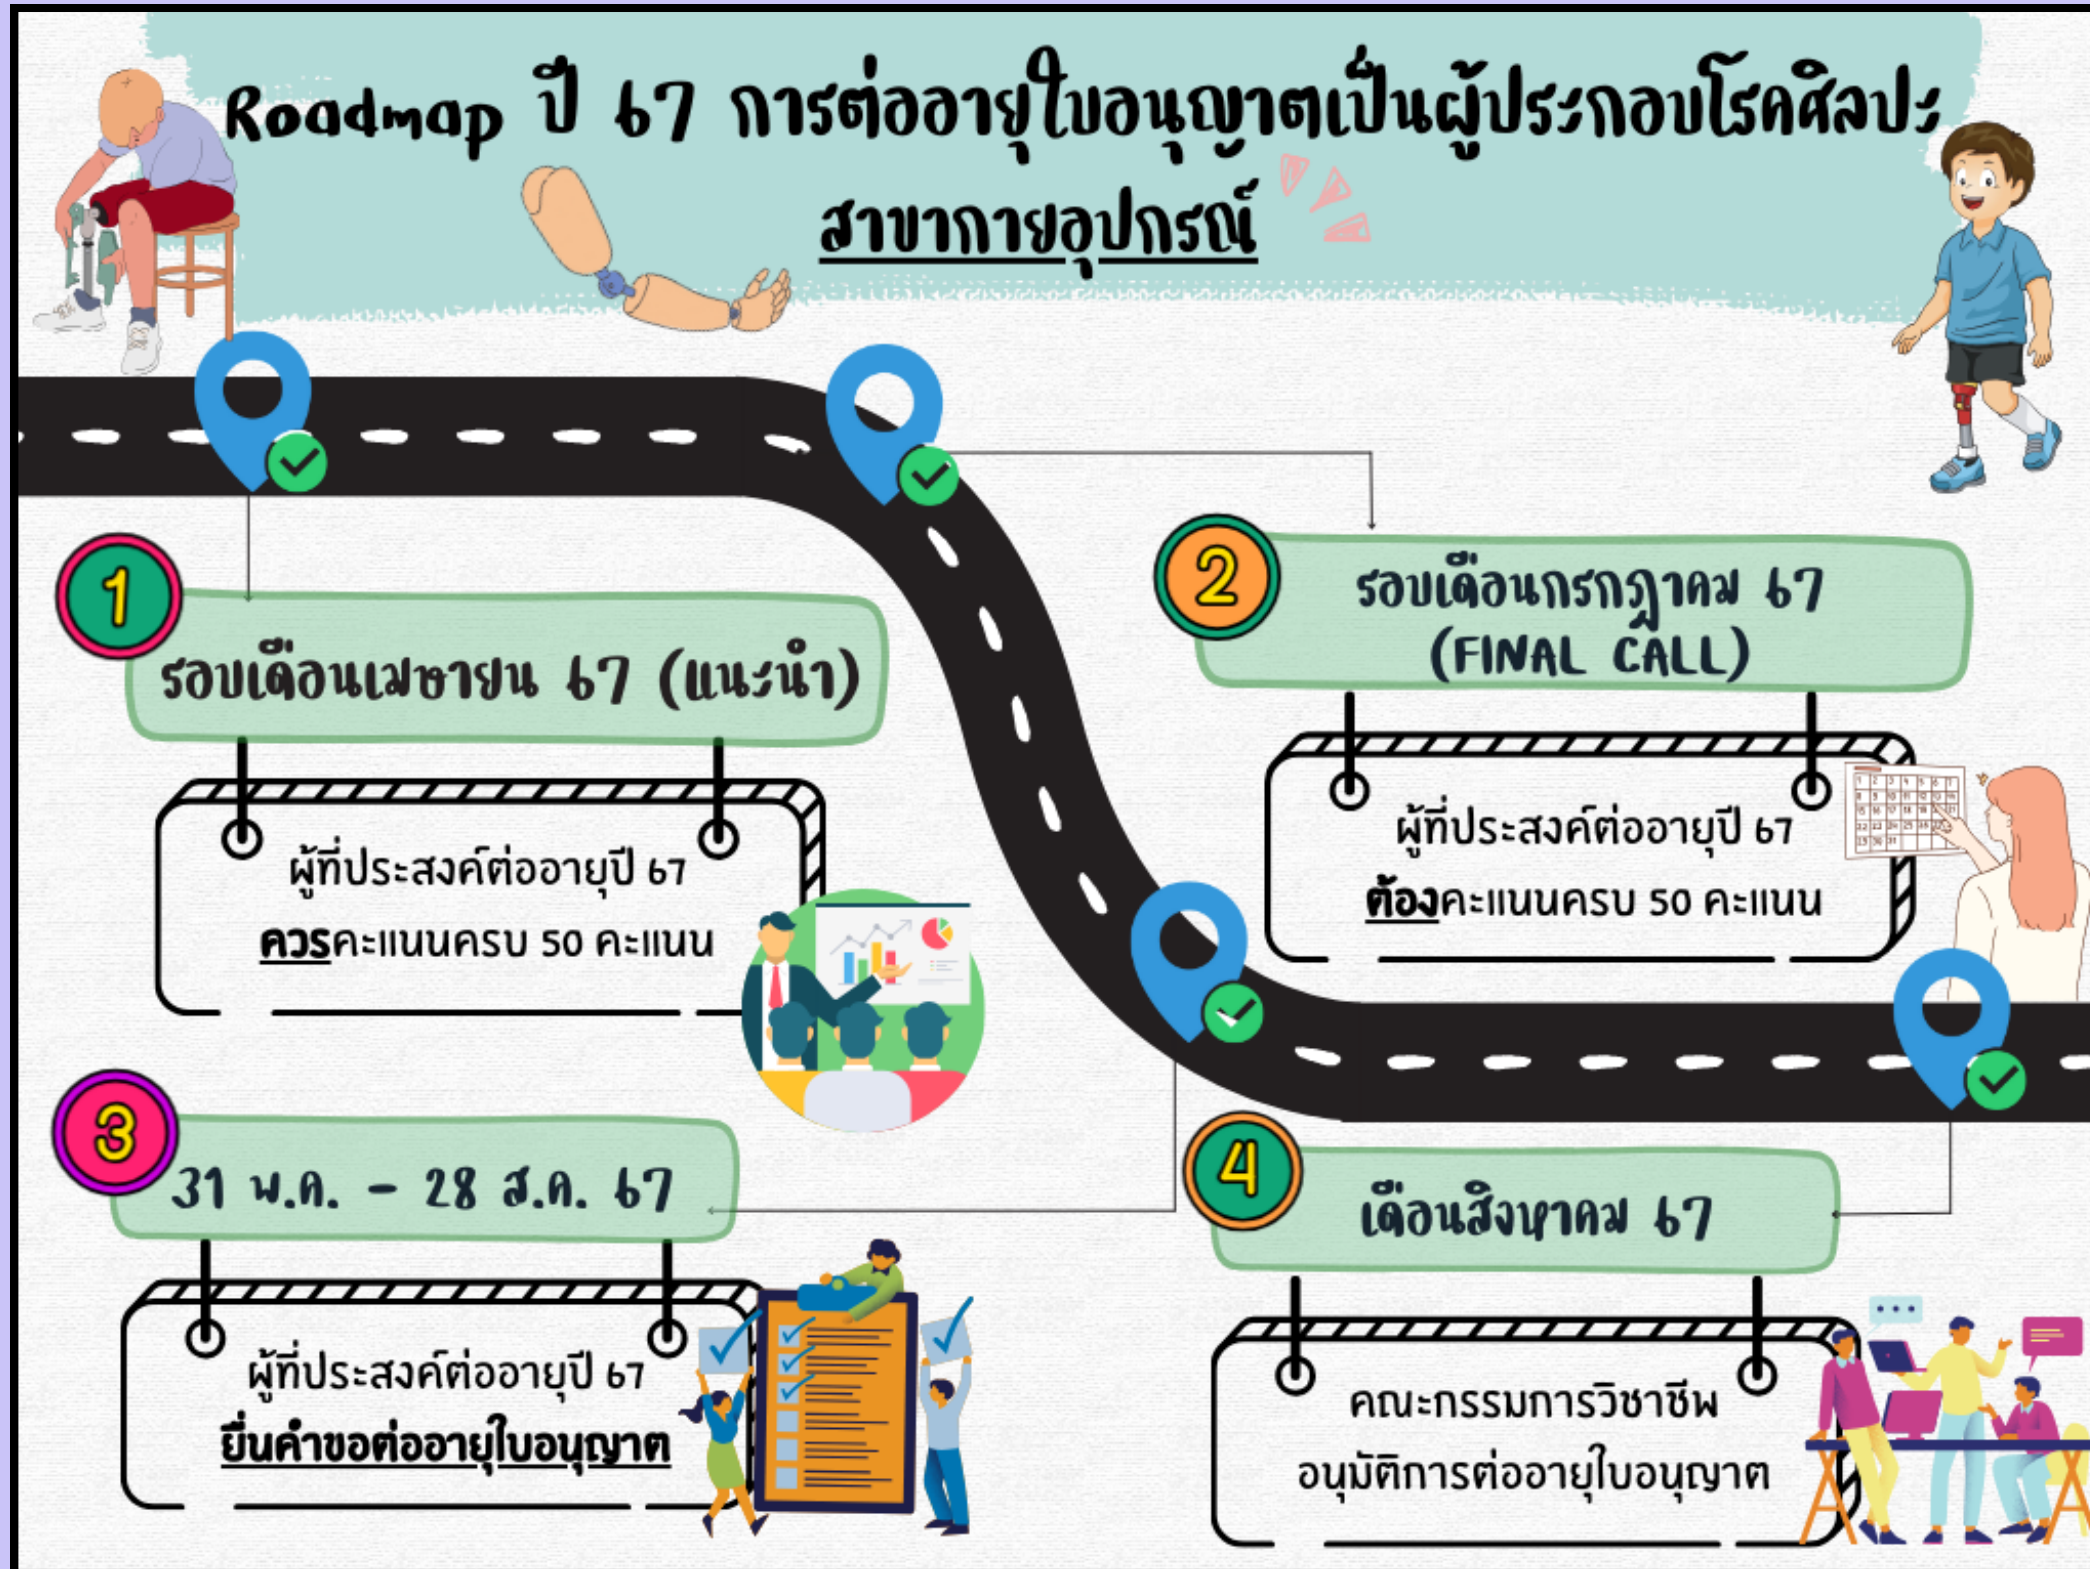 Roadmap ปี 67 การต่ออายุใบอนุญาตเป็นผู้ประกอบโรคศิลปะ
สาขากายอุปกรณ์
1
รอบเดือนเมษายน 67 (แนะนำ)
ผู้ที่ประสงค์ต่ออายุปี 67
ควรคะแนนครบ 50 คะแนน
2
รอบเดือนกรกฎาคม 67
(FINAL CALL)
ผู้ที่ประสงค์ต่ออายุปี 67
ต้องคะแนนครบ 50 คะแนน
3
31 พ.ค. - 28 ส.ค. 67
ผู้ที่ประสงค์ต่ออายุปี 67
ยื่นคำขอต่ออายุใบอนุญาต
4
เดือนสิงหาคม 67
คณะกรรมการวิชาชีพ
อนุมัติการต่ออายุใบอนุญาต